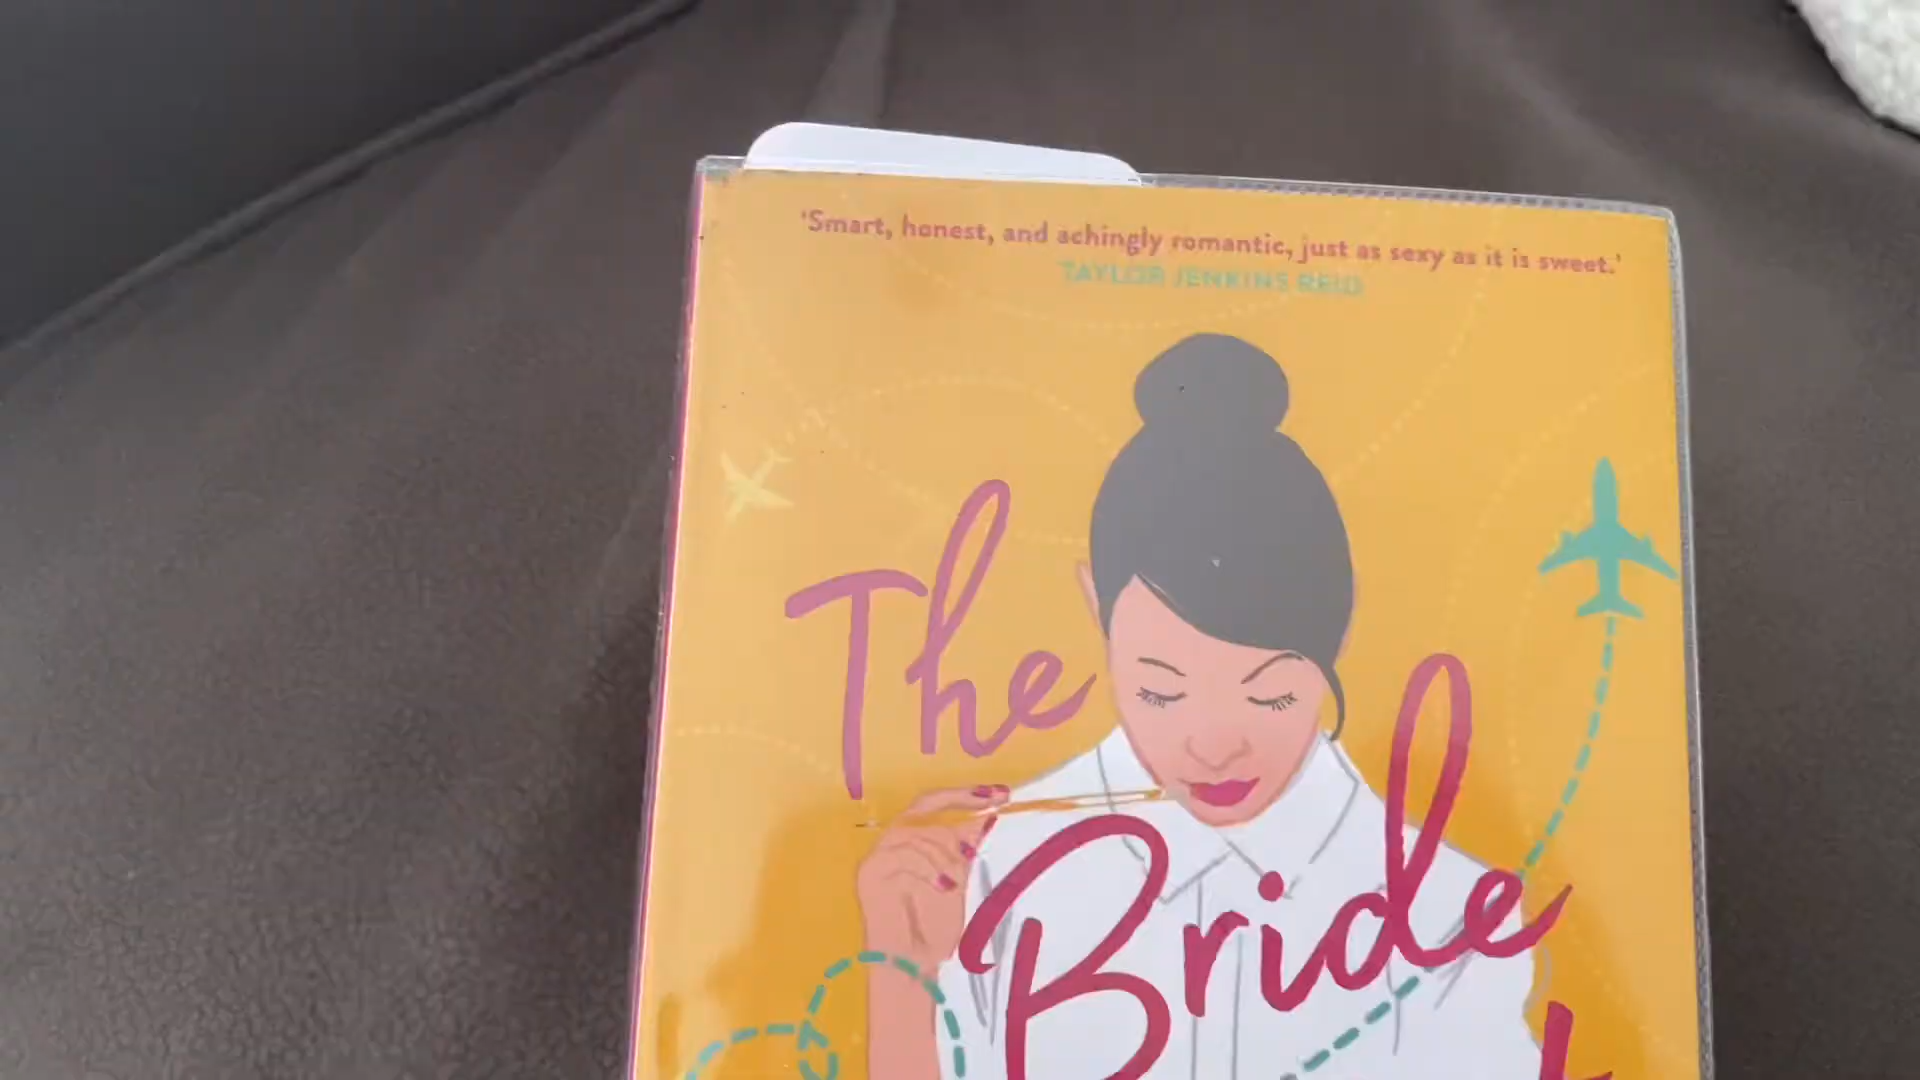 'Smart, honest, and achingly romantic, just as sexy as it is sweet.'
TAYLOR JENKINS REID
The
Bride